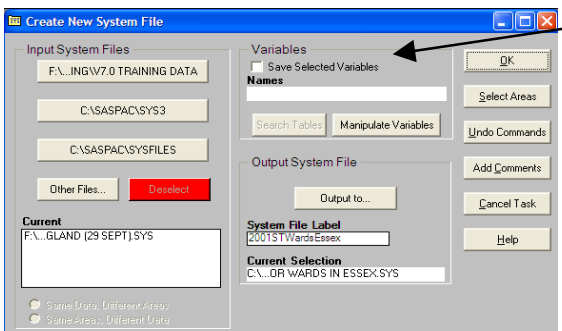 Create New System File
Input System Files
F:\...ING\V7.0 TRAINING DATA
C:\SASPAC\SYS3
C:\SASPAC\SYSFILES
Other Files...
Deselect
Current
F:\...GLAND (29 SEPT).SYS
Same Data, Different Areas
Same Areas, Different Data
Variables
Save Selected Variables
Names
Search Tables
Manipulate Variables
Output System File
Output to...
System File Label
2001STWardsEssex
Current Selection
C:\...OR WARDS IN ESSEX.SYS
OK
Select Areas
Undo Commands
Add Comments
Cancel Task
Help